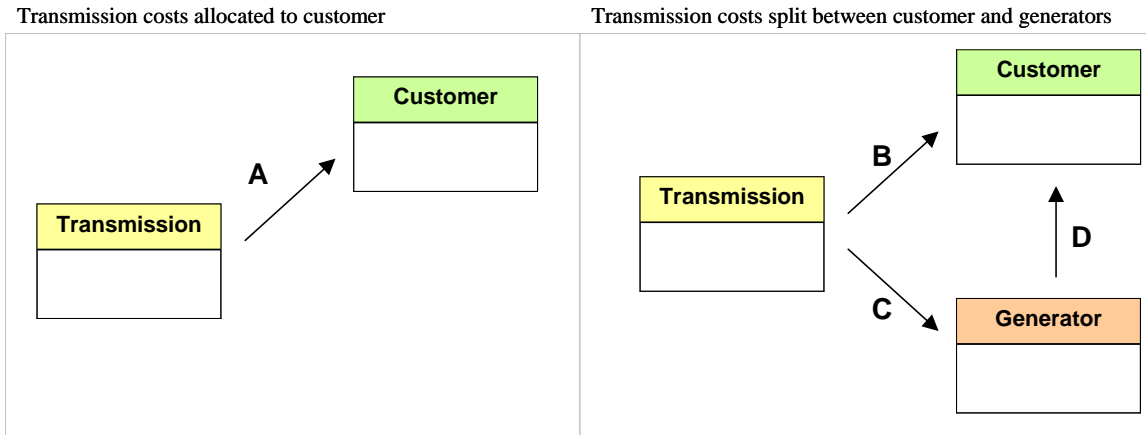 Transmission costs allocated to customer
Customer
A
Transmission
Transmission costs split between customer and generators
Customer
B
Transmission
D
C
Generator